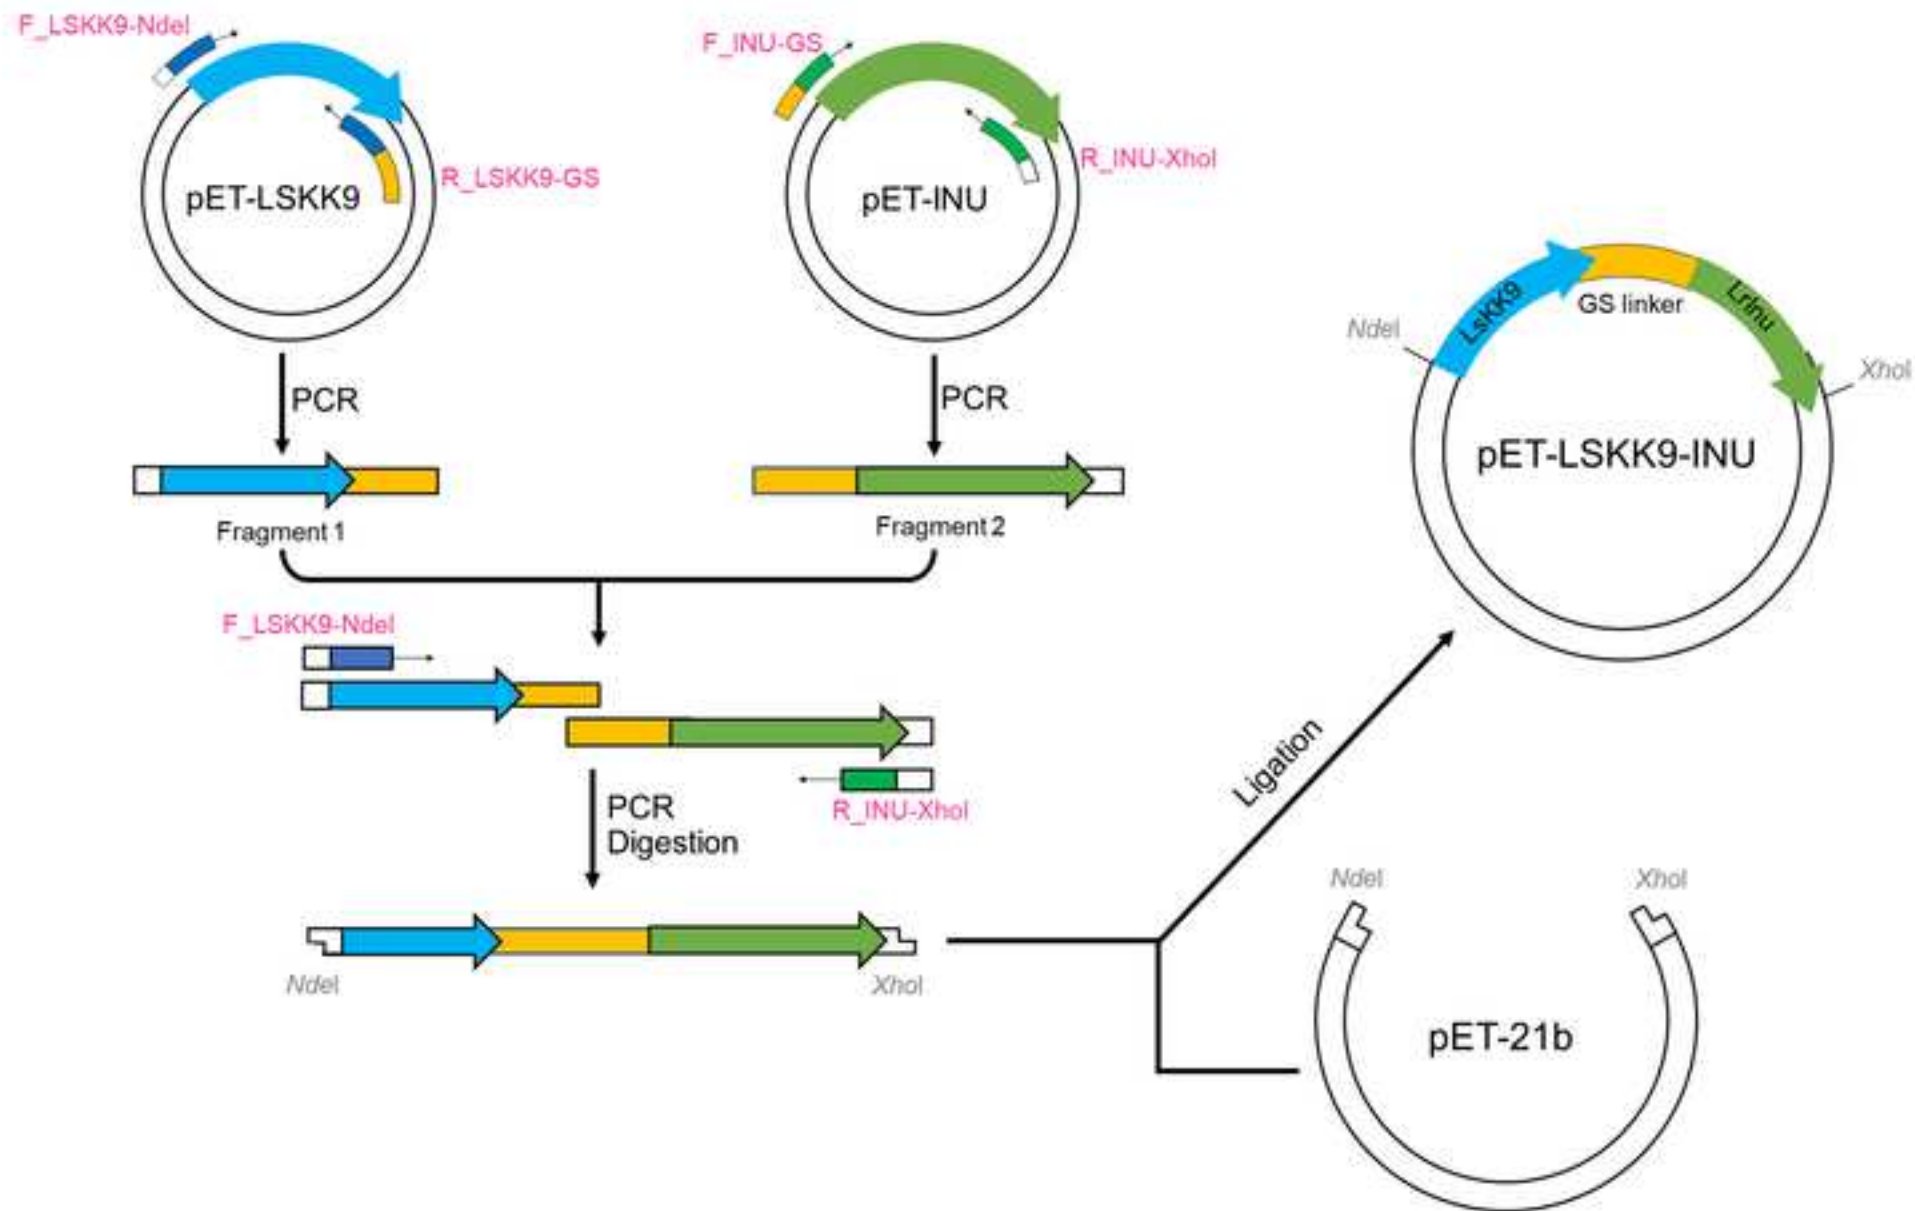 F_LSKK9-NdeI
F_INU-GS
R_LSKK9-GS
R_INU-XhoI
pET-LSKK9
pET-INU
PCR
PCR
Fragment 1
Fragment 2
F_LSKK9-NdeI
R_INU-XhoI
PCR
Digestion
NdeI
XhoI
Ligation
LsKK9
GS linker
LrInu
NdeI
XhoI
pET-LSKK9-INU
NdeI
XhoI
pET-21b